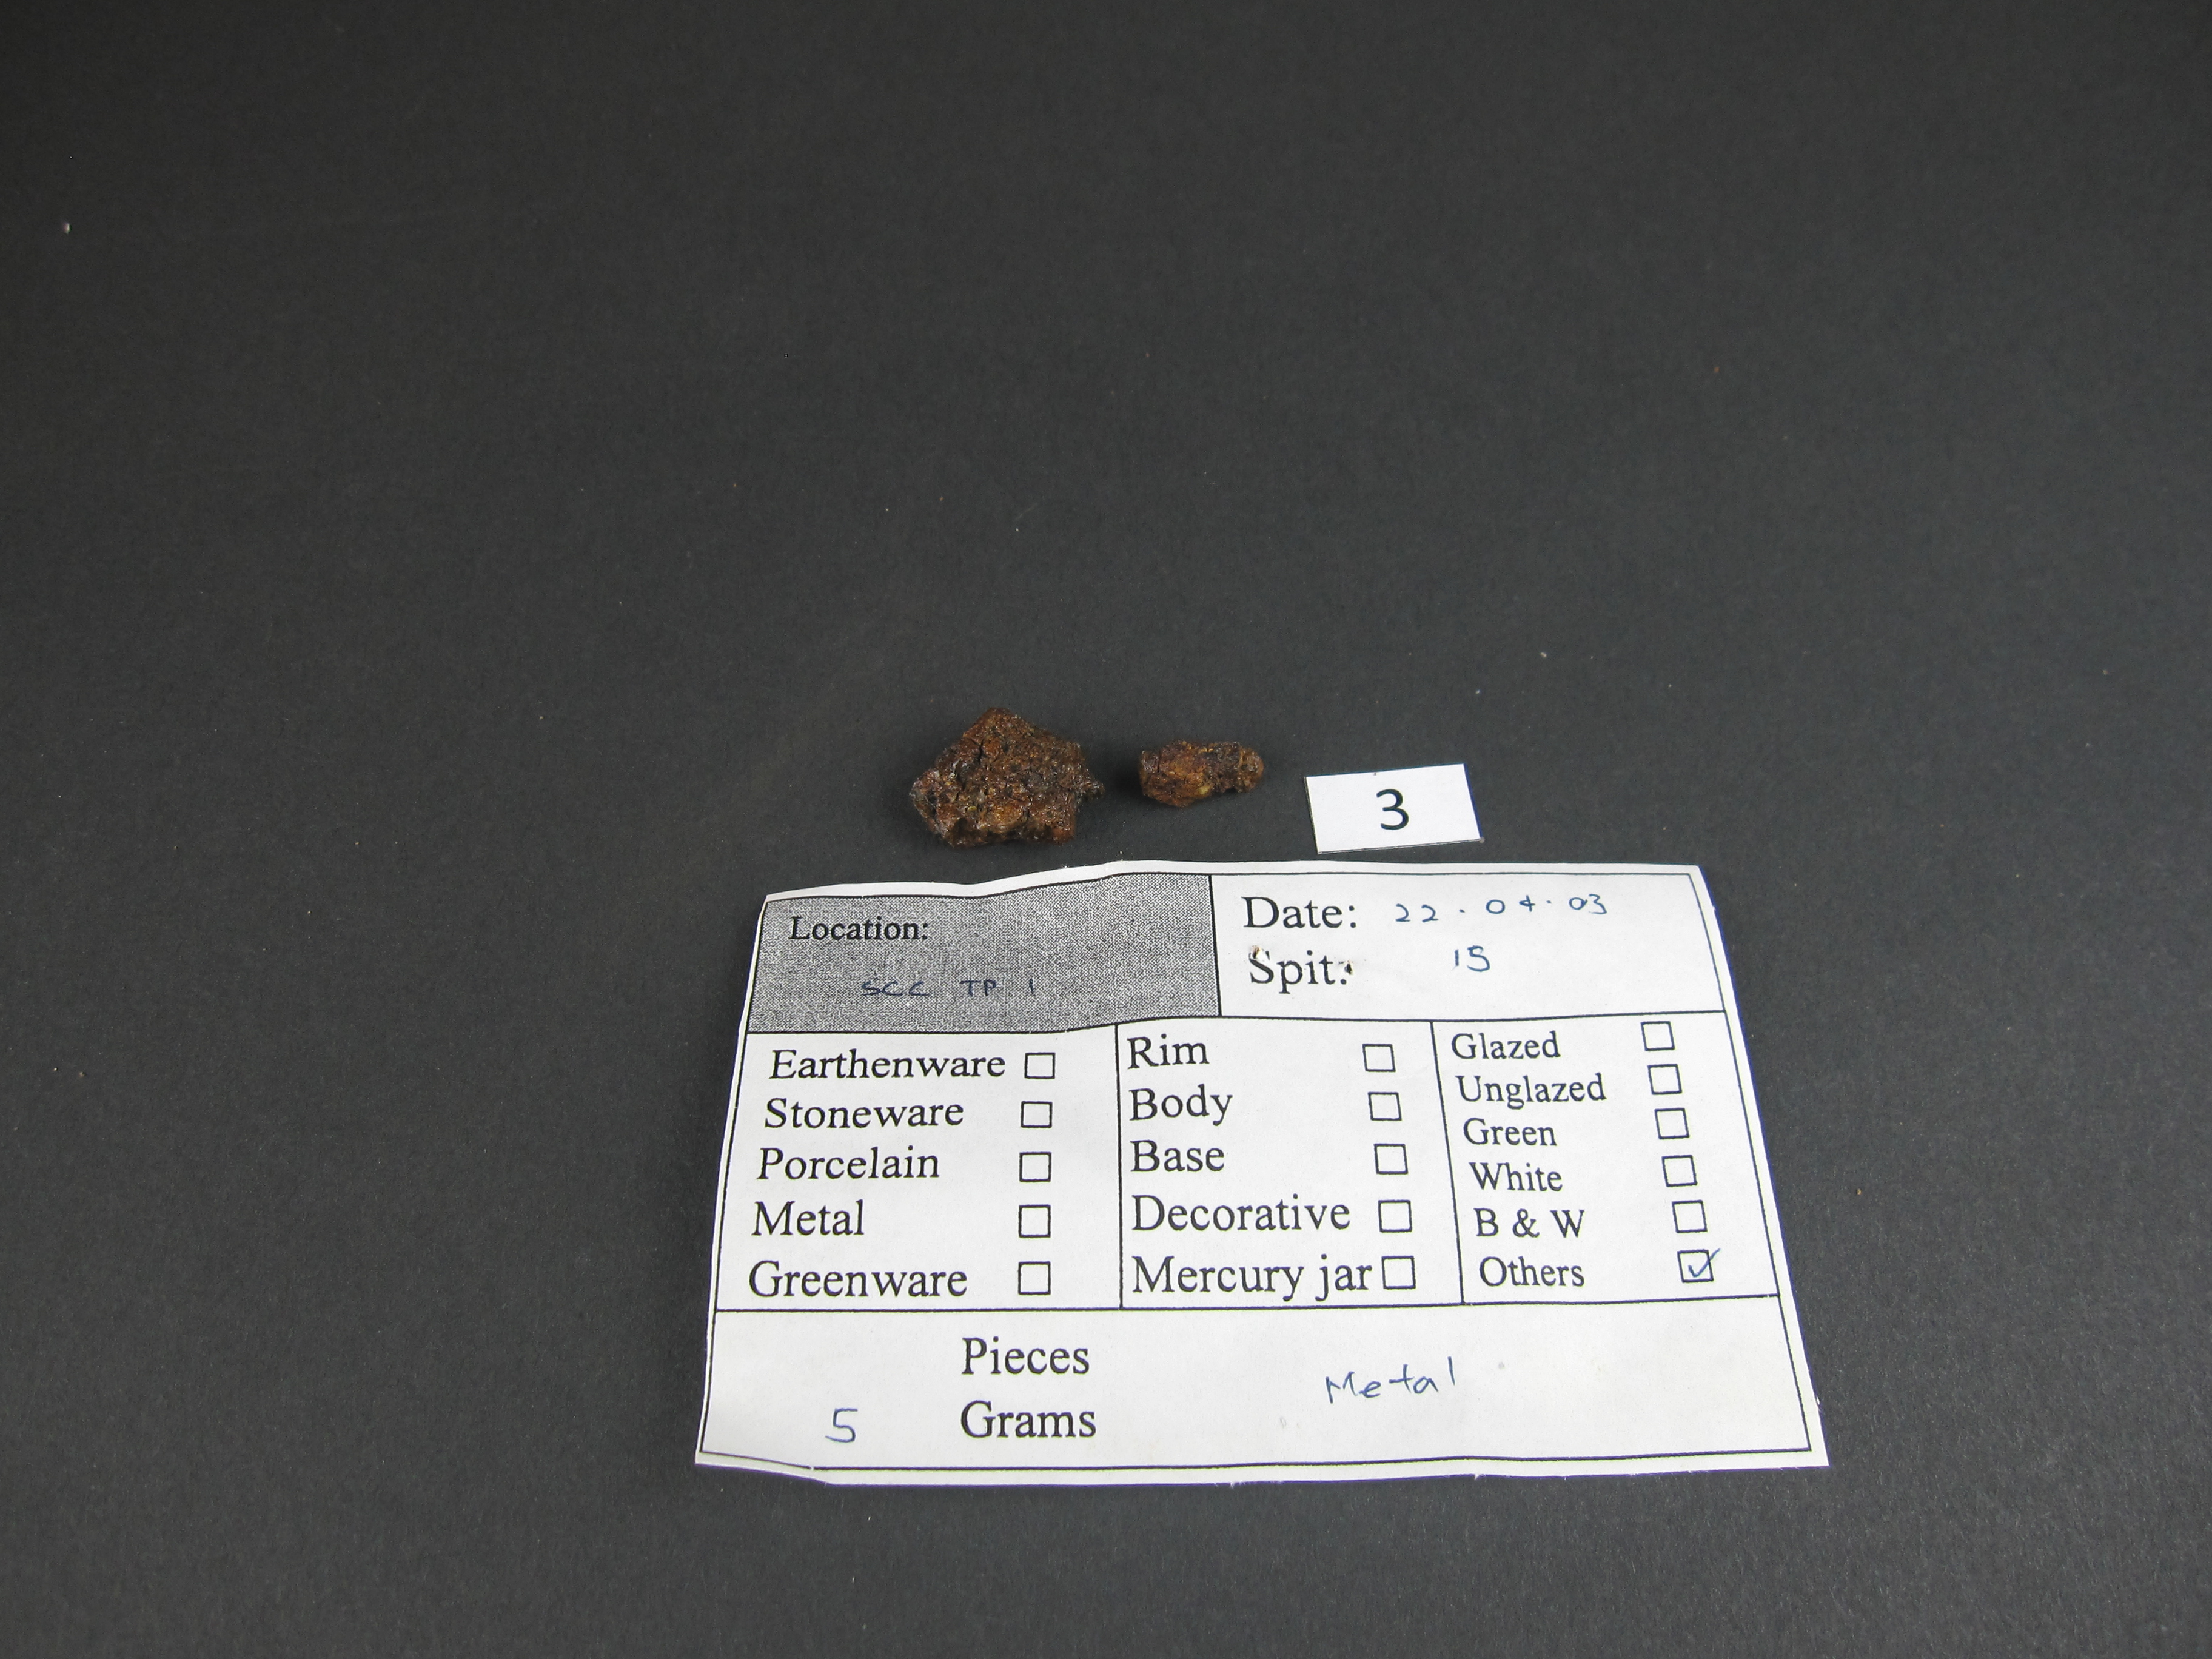 3
Location:
SCC TP 1
Date: 22.04.03
Spit: 15
Earthenware
Stoneware
Porcelain
Metal
Greenware
Rim
Body
Base
Decorative
Mercury jar
Glazed
Unglazed
Green
White
B & W
Others
Pieces
5 Grams
Metal